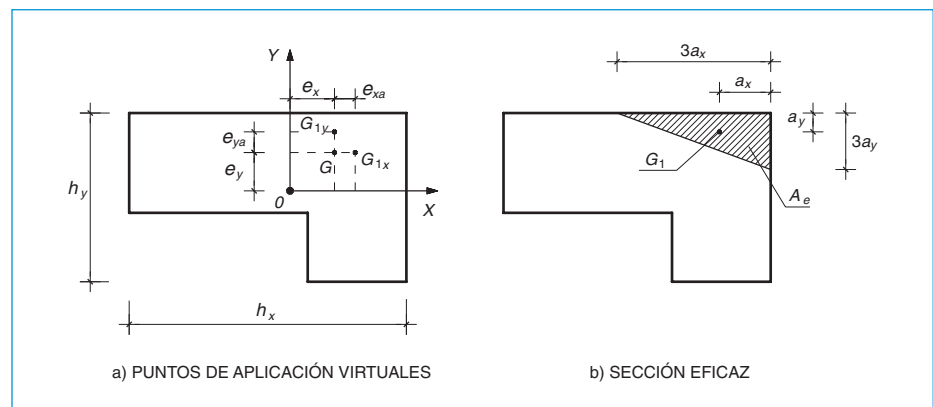 Y
e_x
e_xa
G_1y
e_ya
G
G_1x
e_y
h_y
0
X
h_x
a) PUNTOS DE APLICACIÓN VIRTUALES
3a_x
a_x
a_y
3a_y
G_1
A_e
b) SECCIÓN EFICAZ